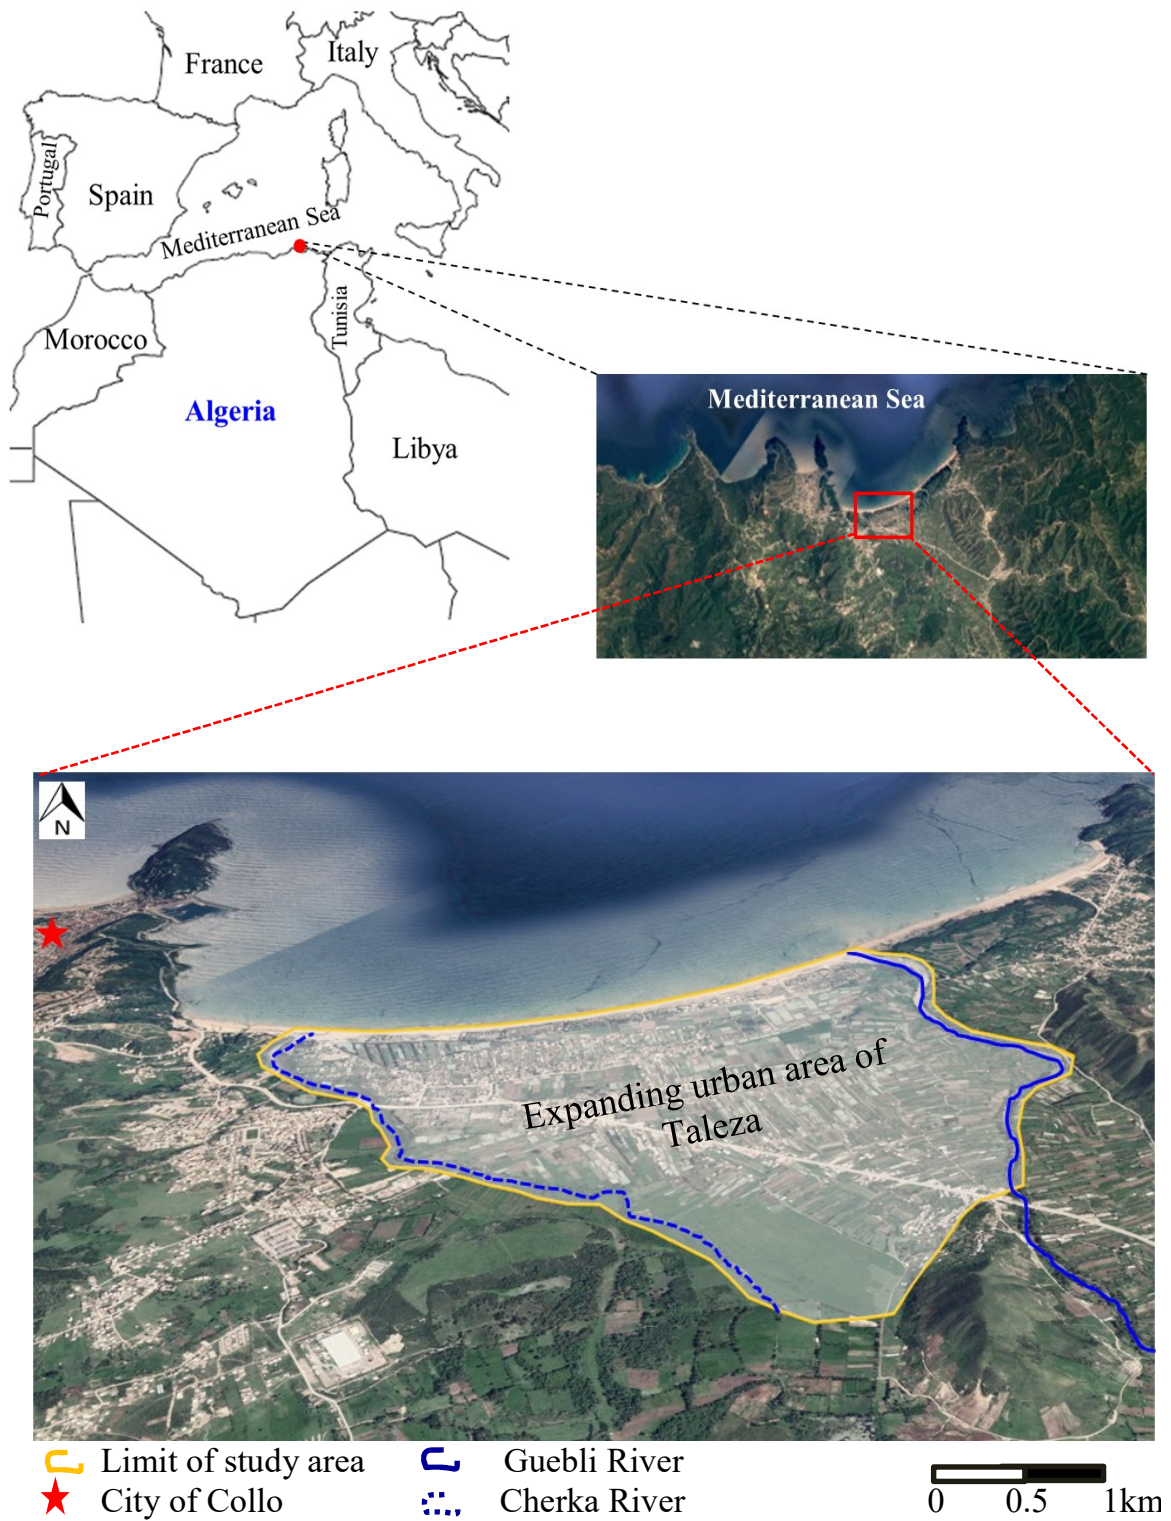 France
Italy
Portugal
Spain
Mediterranean Sea
Morocco
Tunisia
Algeria
Libya
Mediterranean Sea
N
Expanding urban area of
Taleza
Limit of study area
Guebli River
City of Collo
Cherka River
0 0.5 1km